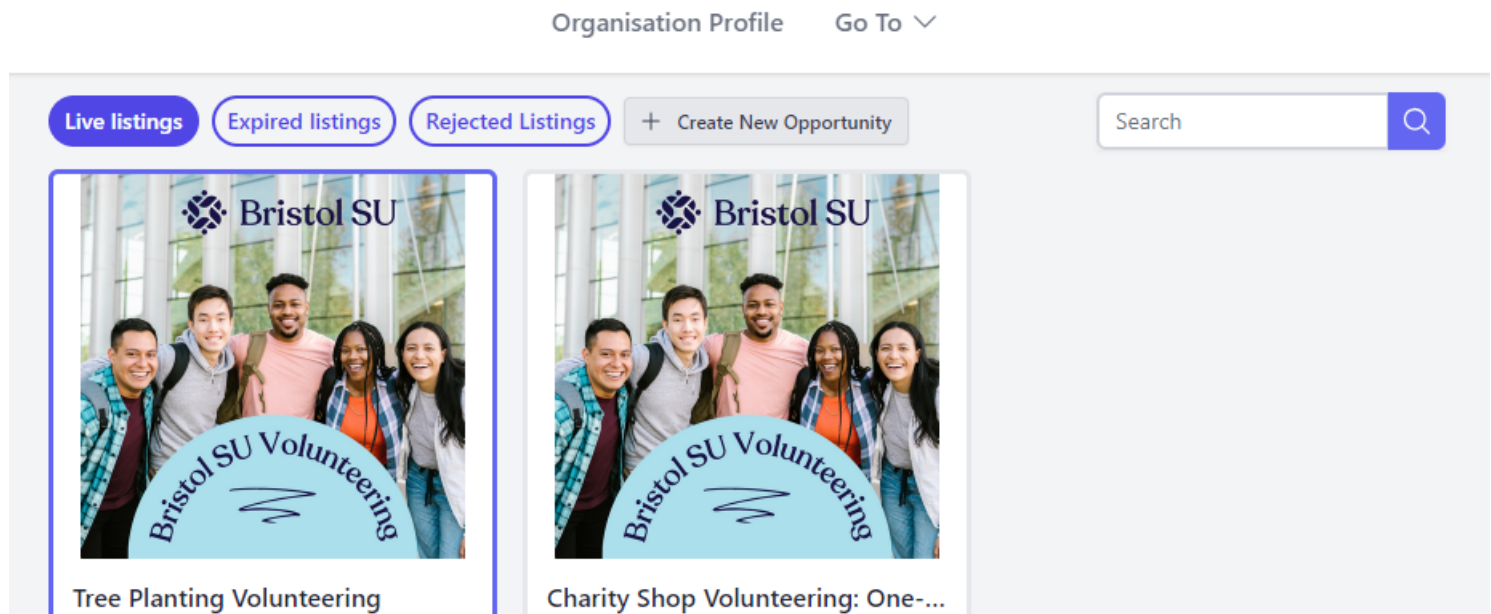 Organisation Profile Go To
Live listings Expired listings Rejected Listings + Create New Opportunity Search
Bristol SU Bristol SU
Bristol SU Volunteering Bristol SU Volunteering
Tree Planting Volunteering Charity Shop Volunteering: One-...